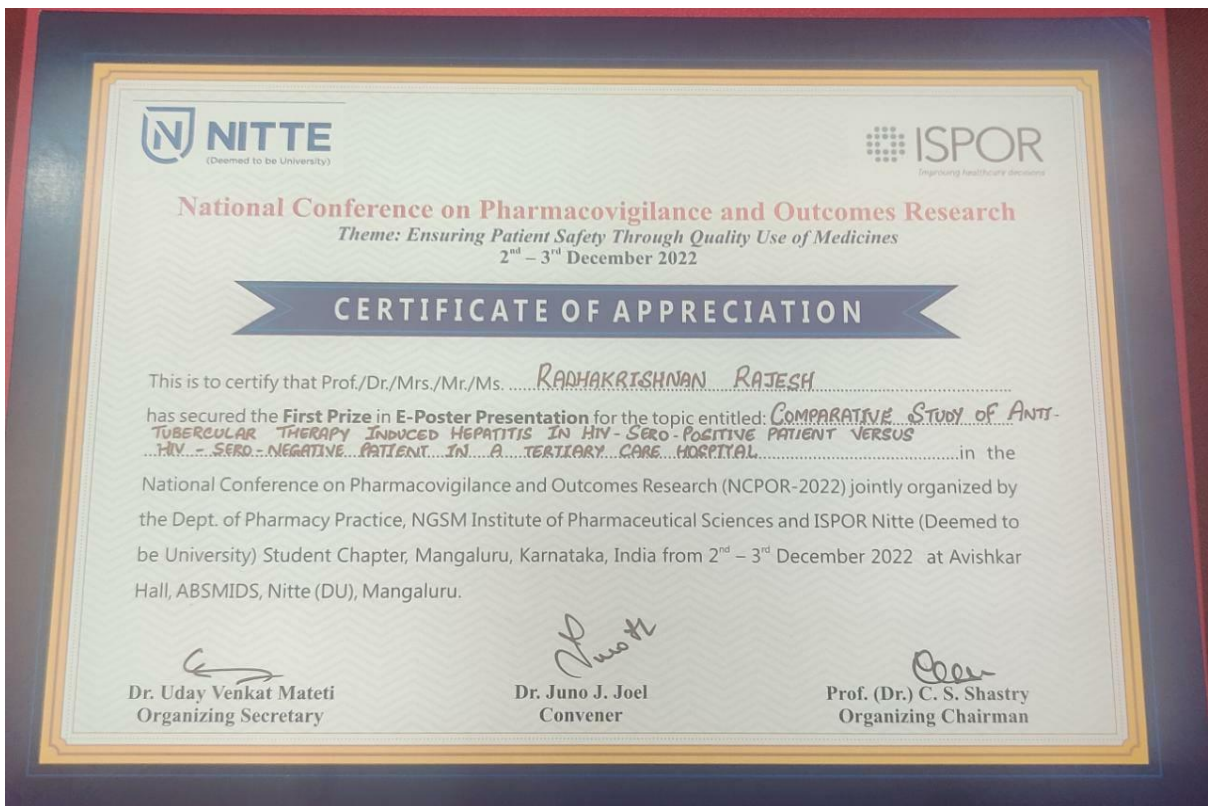 N NITTE
(Deemed to be University)
ISPOR
Improving healthcare decisions
National Conference on Pharmacovigilance and Outcomes Research
Theme: Ensuring Patient Safety Through Quality Use of Medicines
2nd – 3rd December 2022
CERTIFICATE OF APPRECIATION
This is to certify that Prof./Dr./Mrs./Mr./Ms. RADHAKRISHNAN RAJESH
has secured the First Prize in E-Poster Presentation for the topic entitled: COMPARATIVE STUDY OF ANTI-
TUBERCULAR THERAPY INDUCED HEPATITIS IN HIV-SERO-POSITIVE PATIENT VERSUS
HIV-SERO-NEGATIVE PATIENT IN A TERTIARY CARE HOSPITAL in the
National Conference on Pharmacovigilance and Outcomes Research (NCPOR-2022) jointly organized by
the Dept. of Pharmacy Practice, NGSM Institute of Pharmaceutical Sciences and ISPOR Nitte (Deemed to
be University) Student Chapter, Mangaluru, Karnataka, India from 2nd – 3rd December 2022 at Avishkar
Hall, ABSMIDS, Nitte (DU), Mangaluru.
Dr. Uday Venkat Mateti
Organizing Secretary
Dr. Juno J. Joel
Convener
Prof. (Dr.) C. S. Shastry
Organizing Chairman